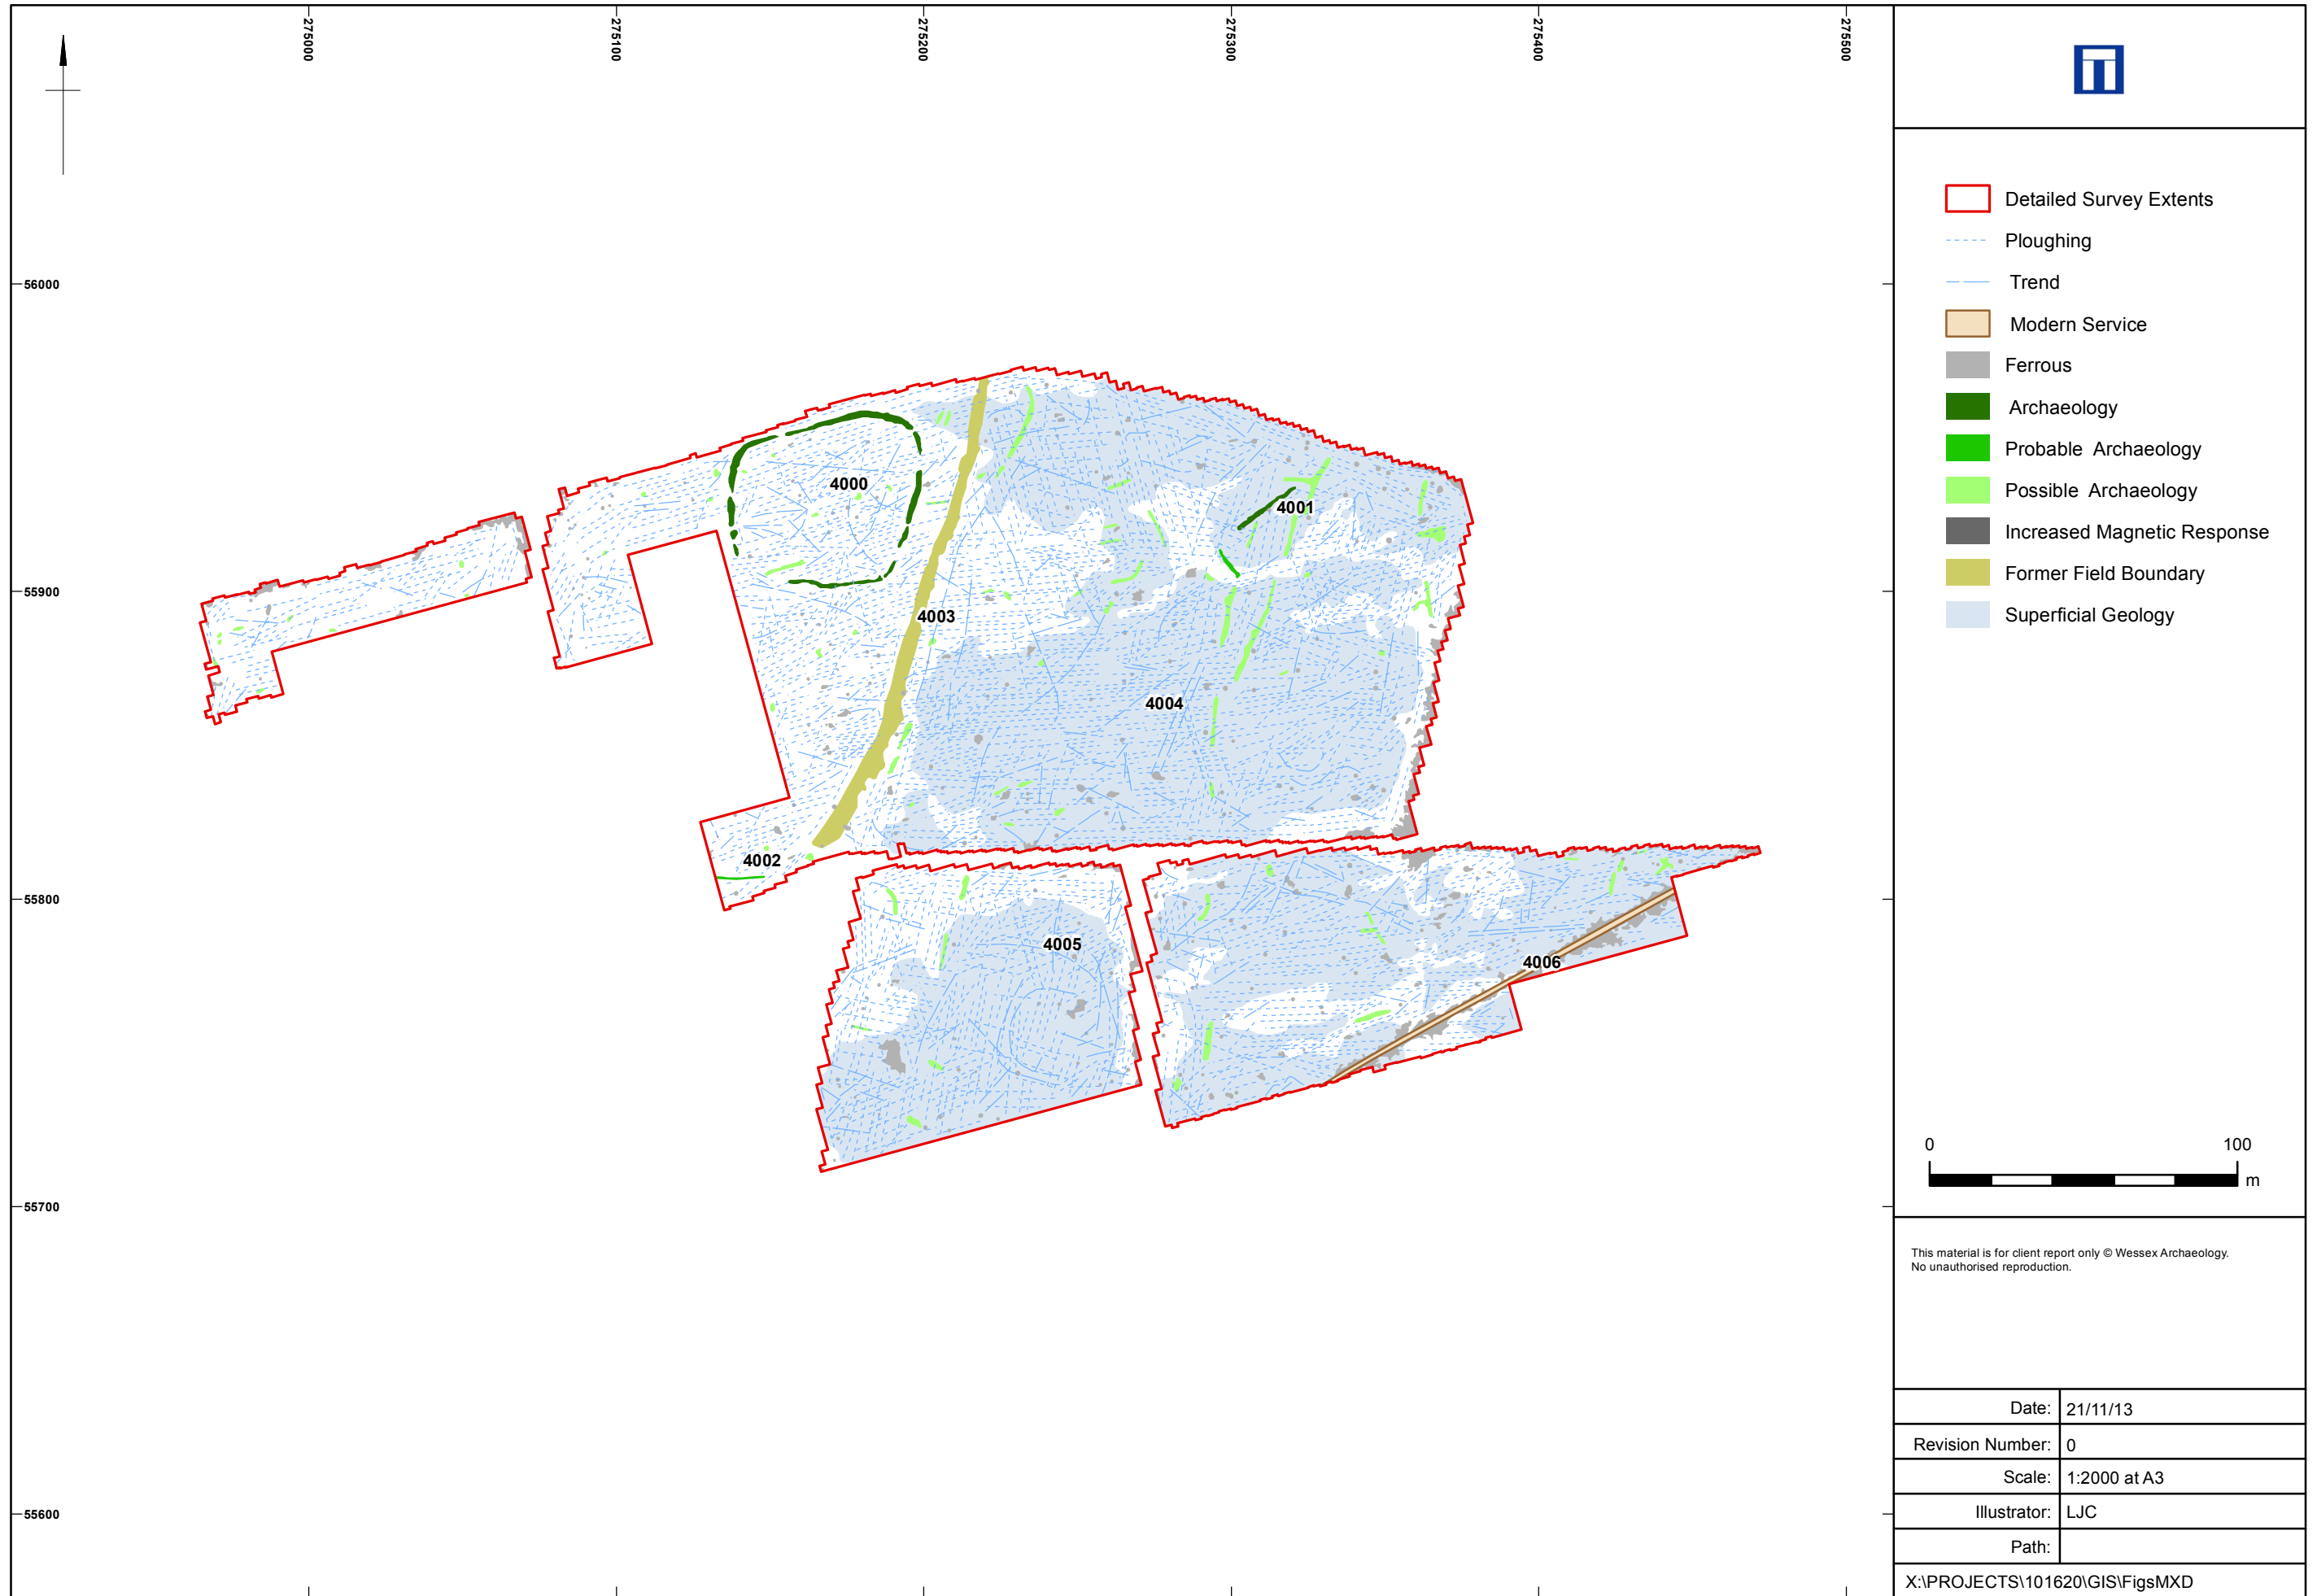 275000
275100
275200
275300
275400
275500
56000
55900
55800
55700
55600
4000
4001
4003
4004
4002
4005
4006
Detailed Survey Extents
Ploughing
Trend
Modern Service
Ferrous
Archaeology
Probable Archaeology
Possible Archaeology
Increased Magnetic Response
Former Field Boundary
Superficial Geology
0 100
m
This material is for client report only © Wessex Archaeology.
No unauthorised reproduction.
Date: 21/11/13
Revision Number: 0
Scale: 1:2000 at A3
Illustrator: LJC
Path:
X:\PROJECTS\101620\GIS\FigsMXD